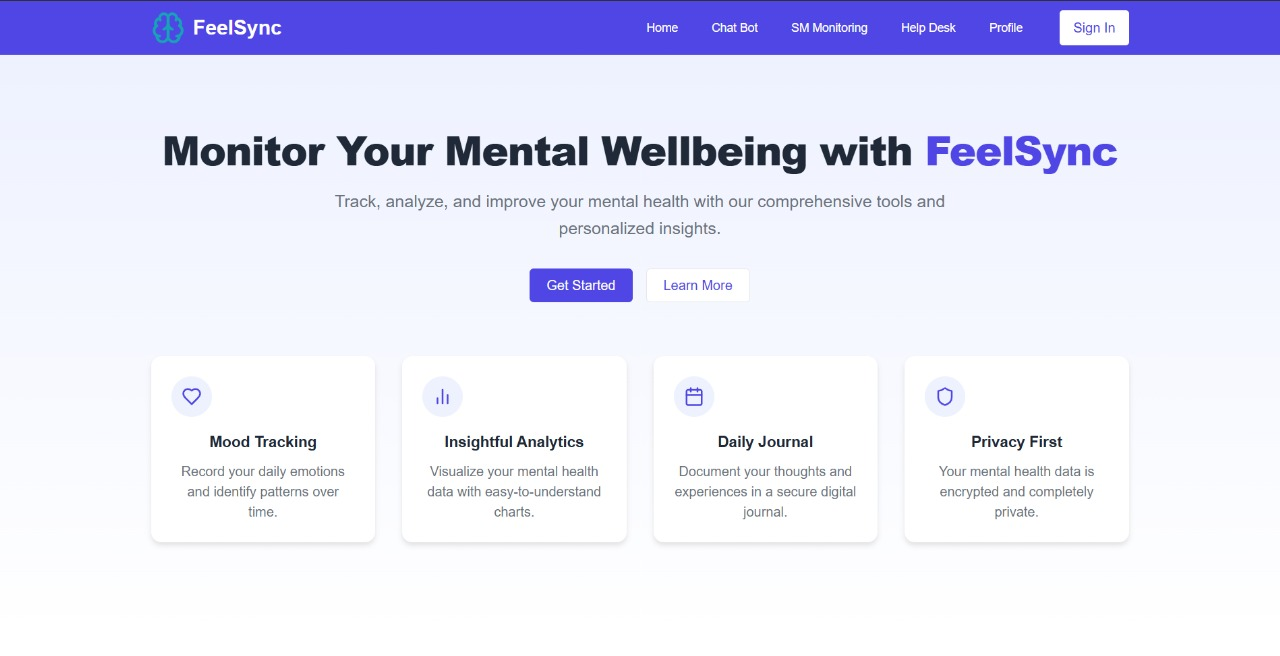 FeelSync
Home
Chat Bot
SM Monitoring
Help Desk
Profile
Sign In
Monitor Your Mental Wellbeing with FeelSync
Track, analyze, and improve your mental health with our comprehensive tools and
personalized insights.
Get Started
Learn More
Mood Tracking
Record your daily emotions
and identify patterns over
time.
Insightful Analytics
Visualize your mental health
data with easy-to-understand
charts.
Daily Journal
Document your thoughts and
experiences in a secure digital
journal.
Privacy First
Your mental health data is
encrypted and completely
private.